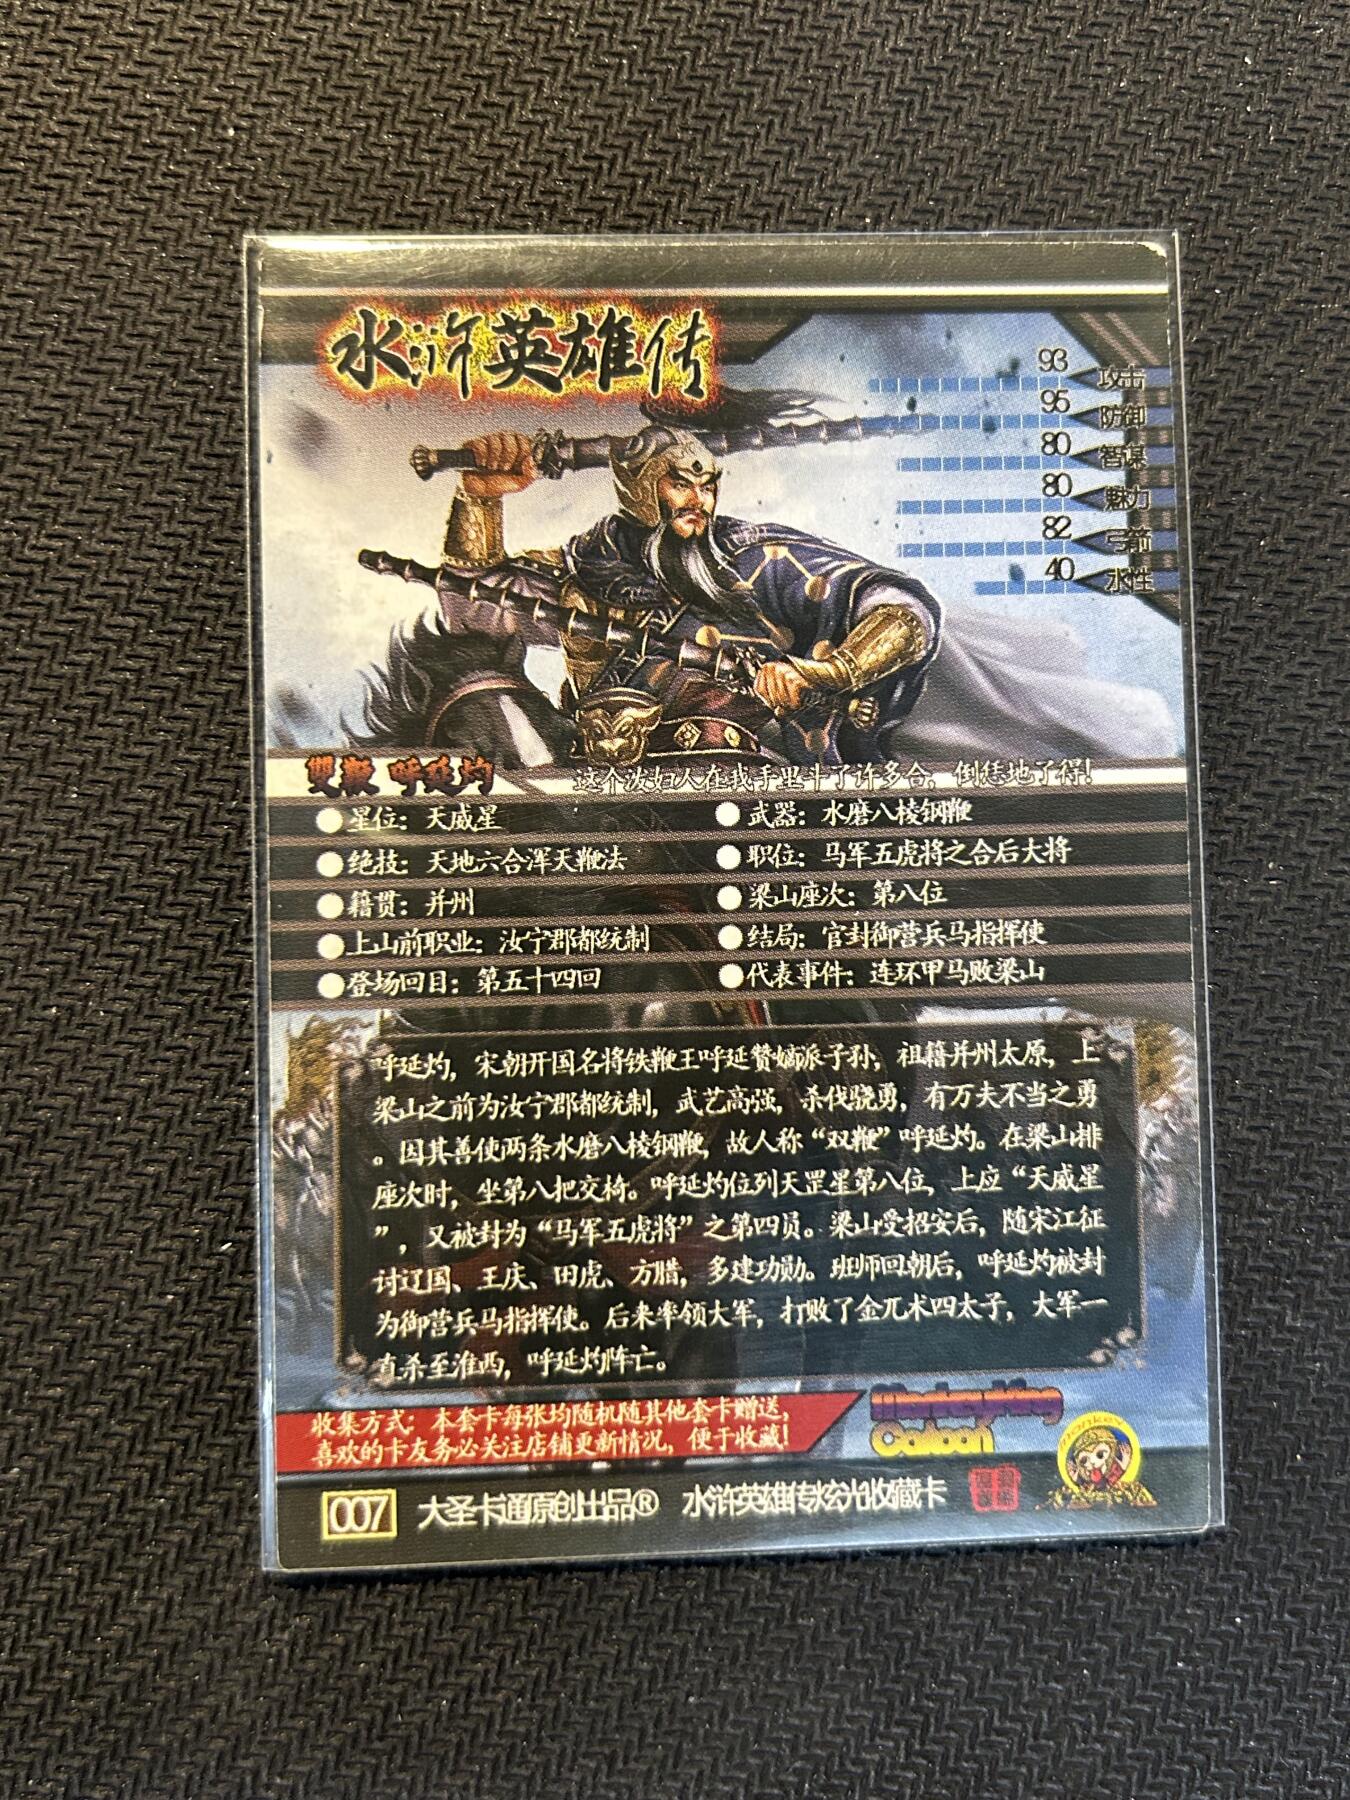 水浒英雄传
93 攻击
95 防御
80 智谋
80 魅力
82 弓箭
40 水性
雙鞭 呼延灼
这个泼妇人在我手里斗了许多合，倒恁地了得！
星位：天威星
武器：水磨八棱钢鞭
绝技：天地六合浑天鞭法
职位：马军五虎将之合后大将
籍贯：并州
梁山座次：第八位
上山前职业：汝宁郡都统制
结局：官封御营兵马指挥使
登场回目：第五十四回
代表事件：连环甲马败梁山
呼延灼，宋朝开国名将铁鞭王呼延赞嫡派子孙，祖籍并州太原，上
梁山之前为汝宁郡都统制，武艺高强，杀伐骁勇，有万夫不当之勇
。因其善使两条水磨八棱钢鞭，故人称“双鞭”呼延灼。在梁山排
座次时，坐第八把交椅。呼延灼位列天罡星第八位，上应“天威星
”，又被封为“马军五虎将”之第四员。梁山受招安后，随宋江征
讨辽国、王庆、田虎、方腊，多建功勋。班师回朝后，呼延灼被封
为御营兵马指挥使。后来率领大军，打败了金兀术四太子，大军一
直杀至淮西，呼延灼阵亡。
收集方式：本套卡每张均随机随其他套卡赠送，
喜欢的卡友务必关注店铺更新情况，便于收藏！
MonkeyKing
Cartoon
monkey
007 大圣卡通原创出品® 水浒英雄传炫光收藏卡